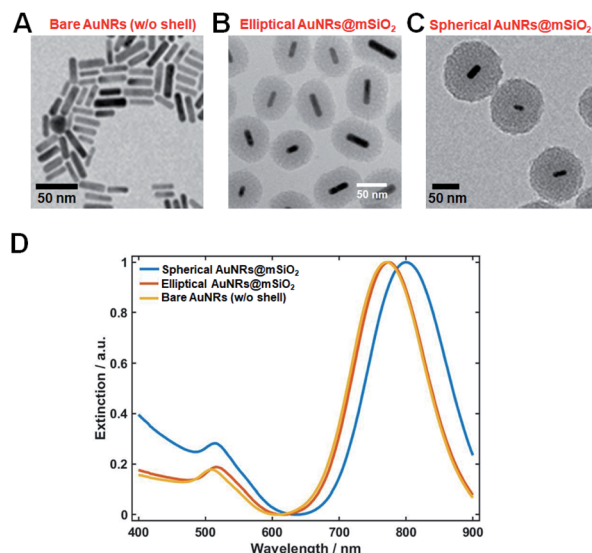 A Bare AuNRs (w/o shell)
B Elliptical AuNRs@mSiO₂
C Spherical AuNRs@mSiO₂
50 nm
50 nm
50 nm
D
Spherical AuNRs@mSiO₂
Elliptical AuNRs@mSiO₂
Bare AuNRs (w/o shell)
Extinction / a.u.
1
0.8
0.6
0.4
0.2
0
400 500 600 700 800 900
Wavelength / nm